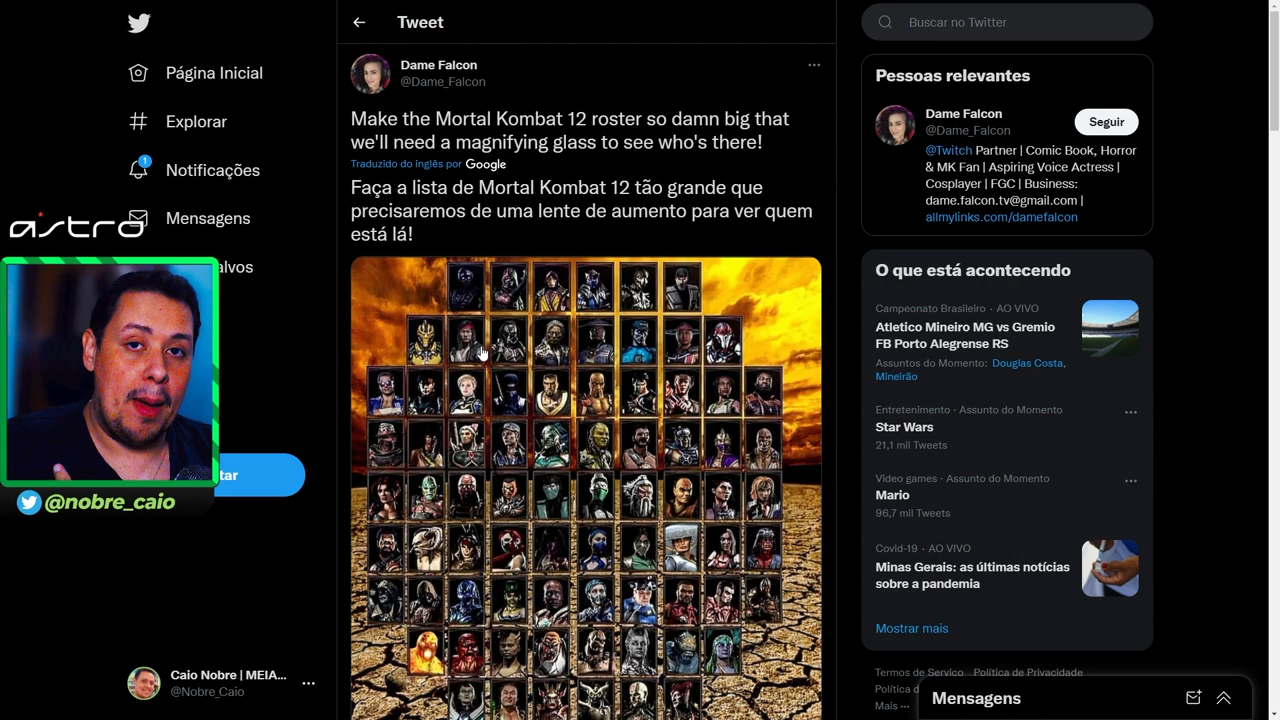 Página Inicial
Explorar
1
Notificações
Mensagens
alvos
tar
astro
@nobre_caio
Caio Nobre | MEIA...
@Nobre_Caio
Tweet
Dame Falcon
@Dame_Falcon
Make the Mortal Kombat 12 roster so damn big that
we'll need a magnifying glass to see who's there!
Traduzido do inglês por Google
Faça a lista de Mortal Kombat 12 tão grande que
precisaremos de uma lente de aumento para ver quem
está lá!
Buscar no Twitter
Pessoas relevantes
Dame Falcon
@Dame_Falcon
Seguir
@Twitch Partner | Comic Book, Horror
& MK Fan | Aspiring Voice Actress |
Cosplayer | FGC | Business:
dame.falcon.tv@gmail.com |
allmylinks.com/damefalcon
O que está acontecendo
Campeonato Brasileiro · AO VIVO
Atletico Mineiro MG vs Gremio
FB Porto Alegrense RS
Assuntos do Momento: Douglas Costa,
Mineirão
Entretenimento · Assunto do Momento
Star Wars
21,1 mil Tweets
Video games · Assunto do Momento
Mario
96,7 mil Tweets
Covid-19 · AO VIVO
Minas Gerais: as últimas notícias
sobre a pandemia
Mostrar mais
Termos de Serviço Política de Privacidade
Política d
Mais ...
Mensagens